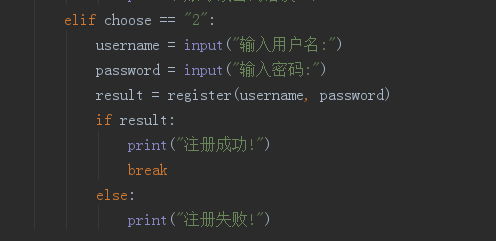 elif choose == "2":
username = input("输入用户名:")
password = input("输入密码:")
result = register(username, password)
if result:
print("注册成功!")
break
else:
print("注册失败!")